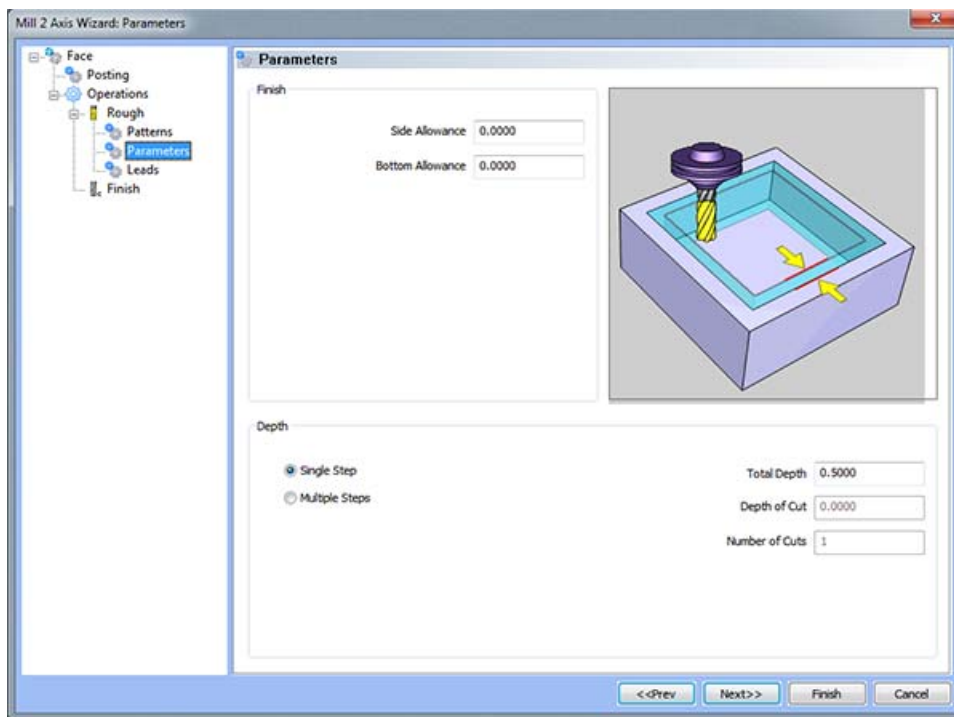 Mill 2 Axis Wizard: Parameters
Face
Posting
Operations
Rough
Patterns
Parameters
Leads
Finish
Parameters
Finish
Side Allowance 0.0000
Bottom Allowance 0.0000
Depth
Single Step
Multiple Steps
Total Depth 0.5000
Depth of Cut 0.0000
Number of Cuts 1
<<Prev Next>> Finish Cancel